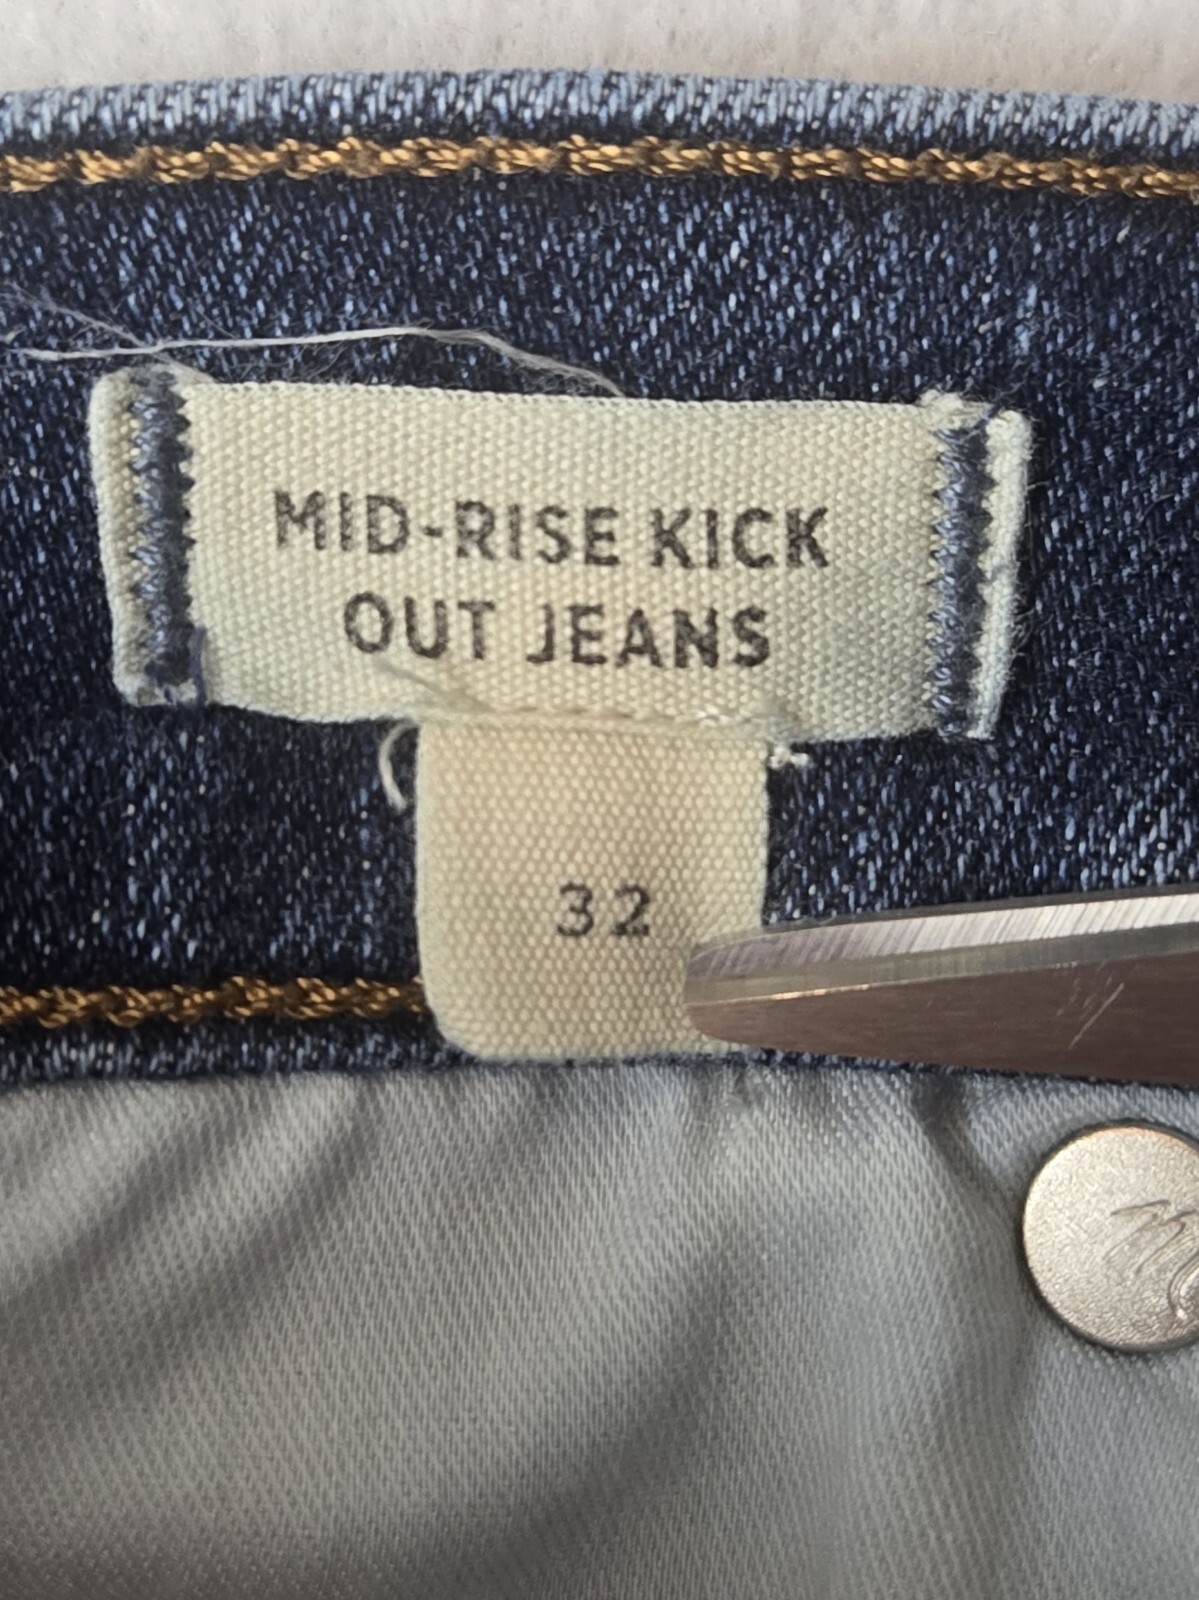 MID-RISE KICK
OUT JEANS
32